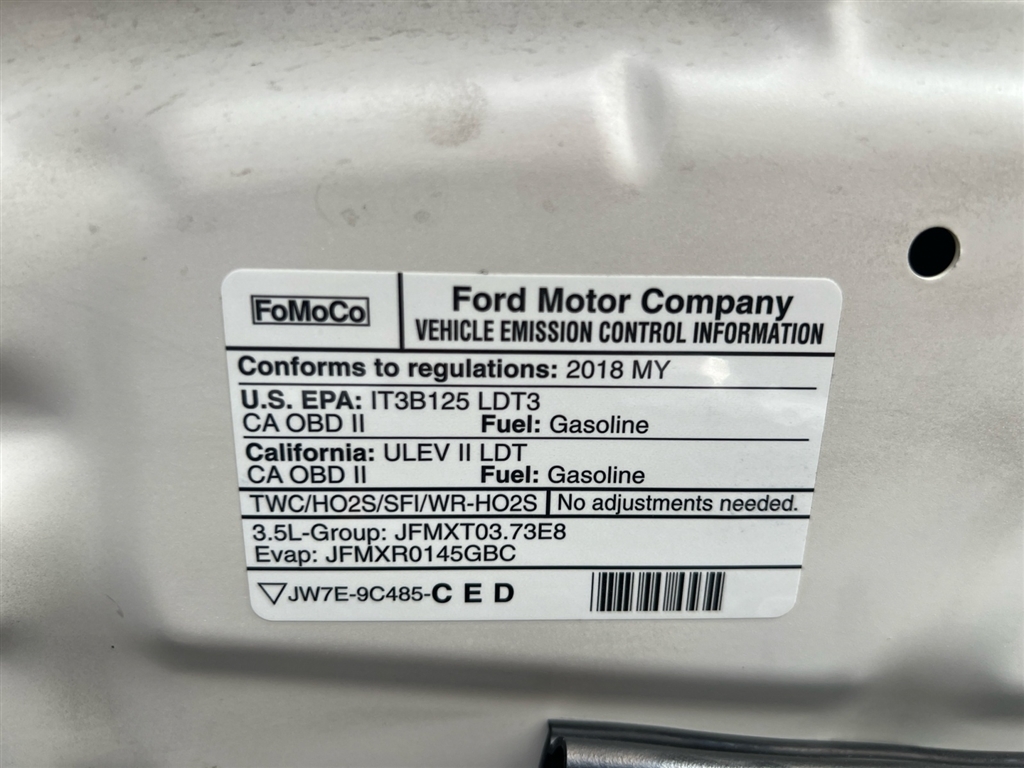 FoMoCo
Ford Motor Company
VEHICLE EMISSION CONTROL INFORMATION
Conforms to regulations: 2018 MY
U.S. EPA: IT3B125 LDT3
CA OBD II Fuel: Gasoline
California: ULEV II LDT
CA OBD II Fuel: Gasoline
TWC/HO2S/SFI/WR-HO2S No adjustments needed.
3.5L-Group: JFMXT03.73E8
Evap: JFMXR0145GBC
JW7E-9C485-C E D